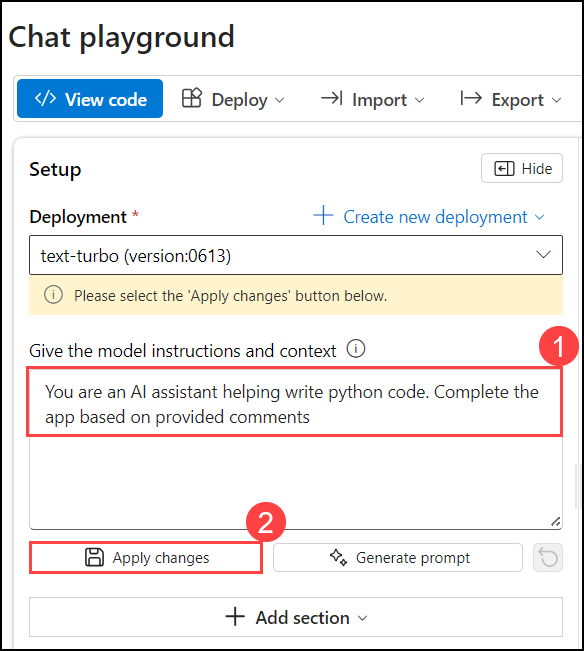 Chat playground
</> View code Deploy Import Export
Setup Hide
Deployment * Create new deployment
text-turbo (version:0613)
Please select the 'Apply changes' button below.
1
Give the model instructions and context
You are an AI assistant helping write python code. Complete the
app based on provided comments
2
Apply changes Generate prompt
Add section